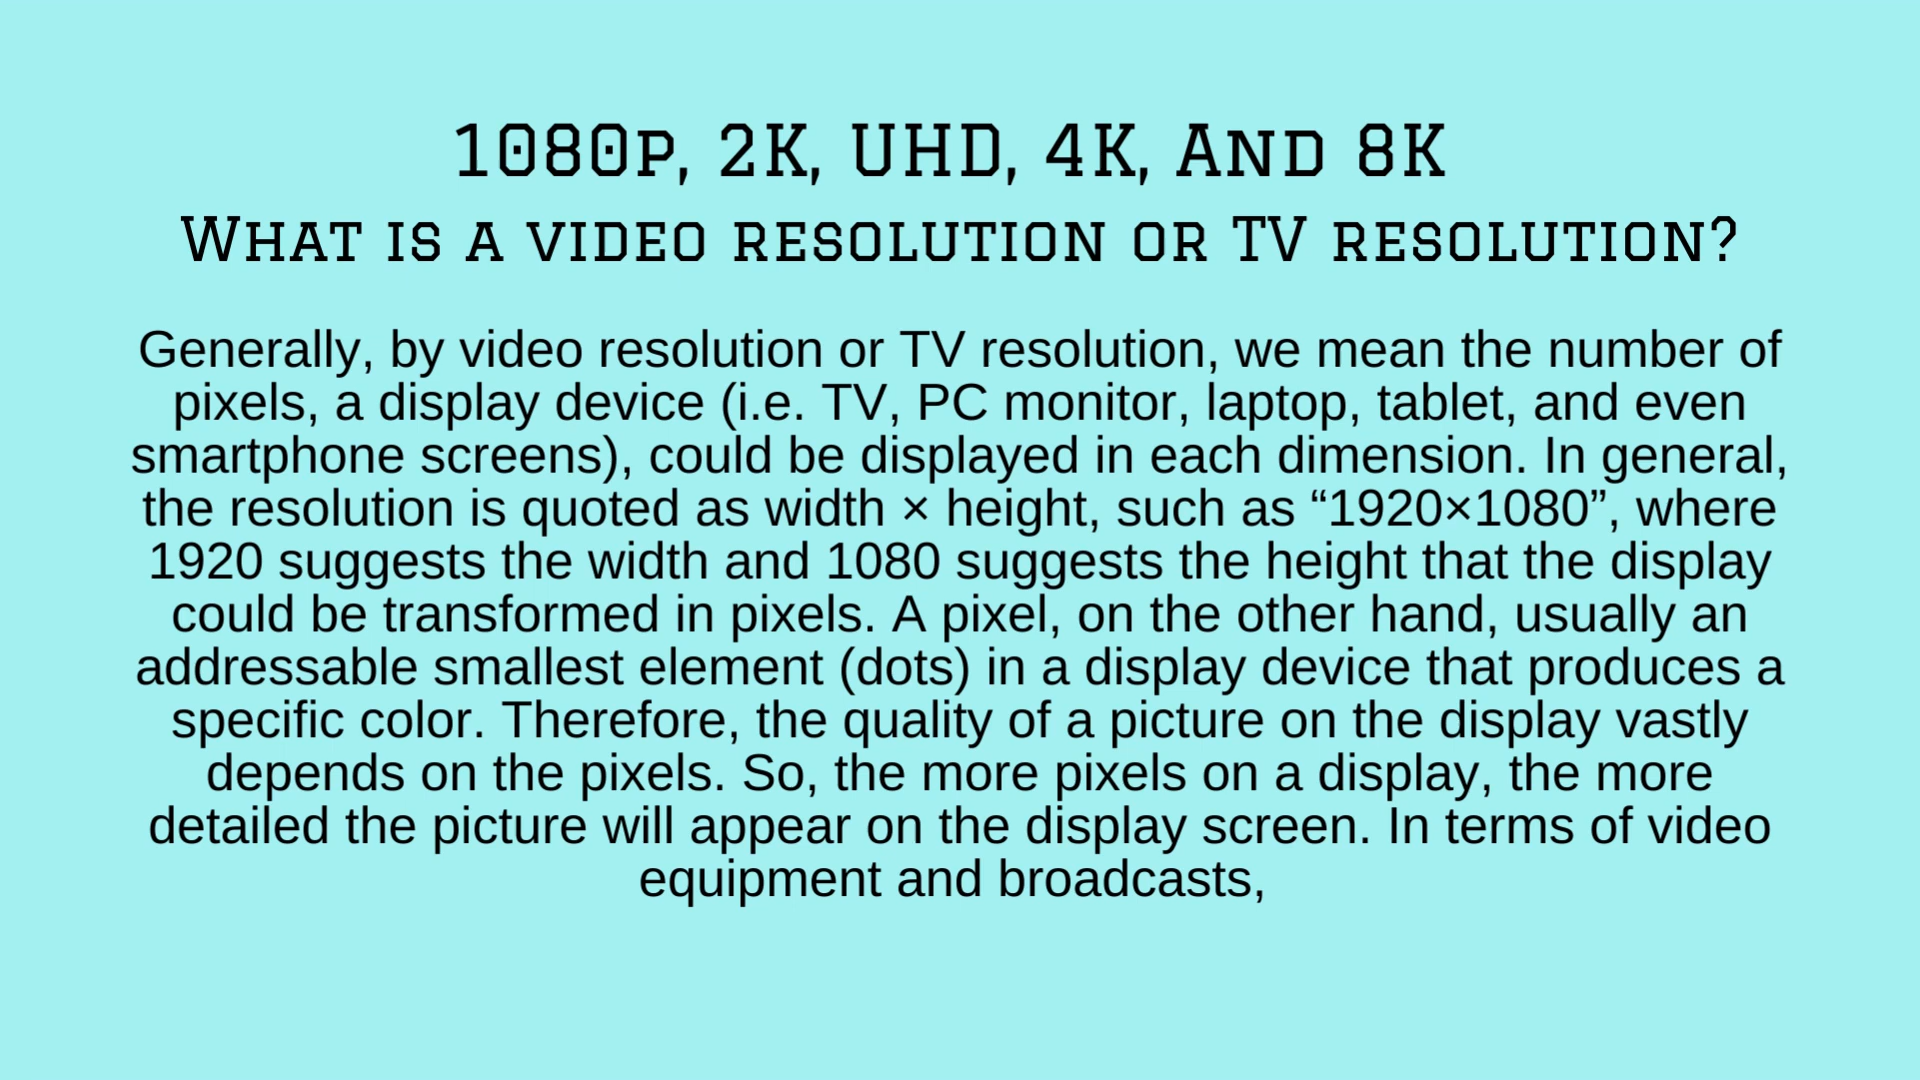 1080p, 2K, UHD, 4K, And 8K
What is a video resolution or TV resolution?
Generally, by video resolution or TV resolution, we mean the number of
pixels, a display device (i.e. TV, PC monitor, laptop, tablet, and even
smartphone screens), could be displayed in each dimension. In general,
the resolution is quoted as width × height, such as “1920×1080”, where
1920 suggests the width and 1080 suggests the height that the display
could be transformed in pixels. A pixel, on the other hand, usually an
addressable smallest element (dots) in a display device that produces a
specific color. Therefore, the quality of a picture on the display vastly
depends on the pixels. So, the more pixels on a display, the more
detailed the picture will appear on the display screen. In terms of video
equipment and broadcasts,